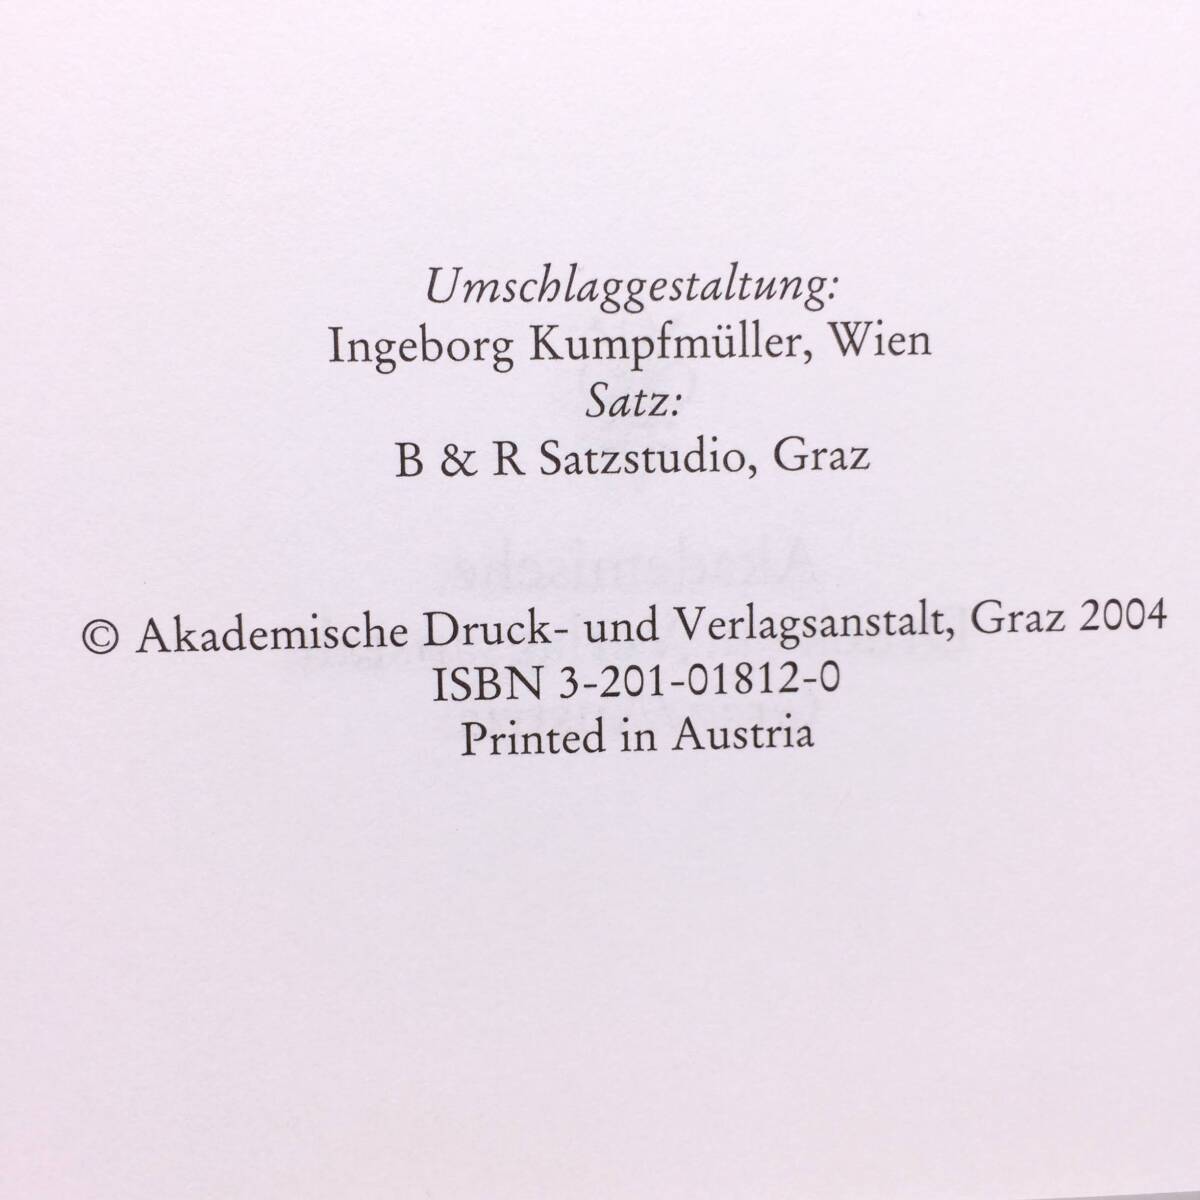 Umschlaggestaltung:
Ingeborg Kumpfmüller, Wien
Satz:
B & R Satzstudio, Graz
© Akademische Druck- und Verlagsanstalt, Graz 2004
ISBN 3-201-01812-0
Printed in Austria